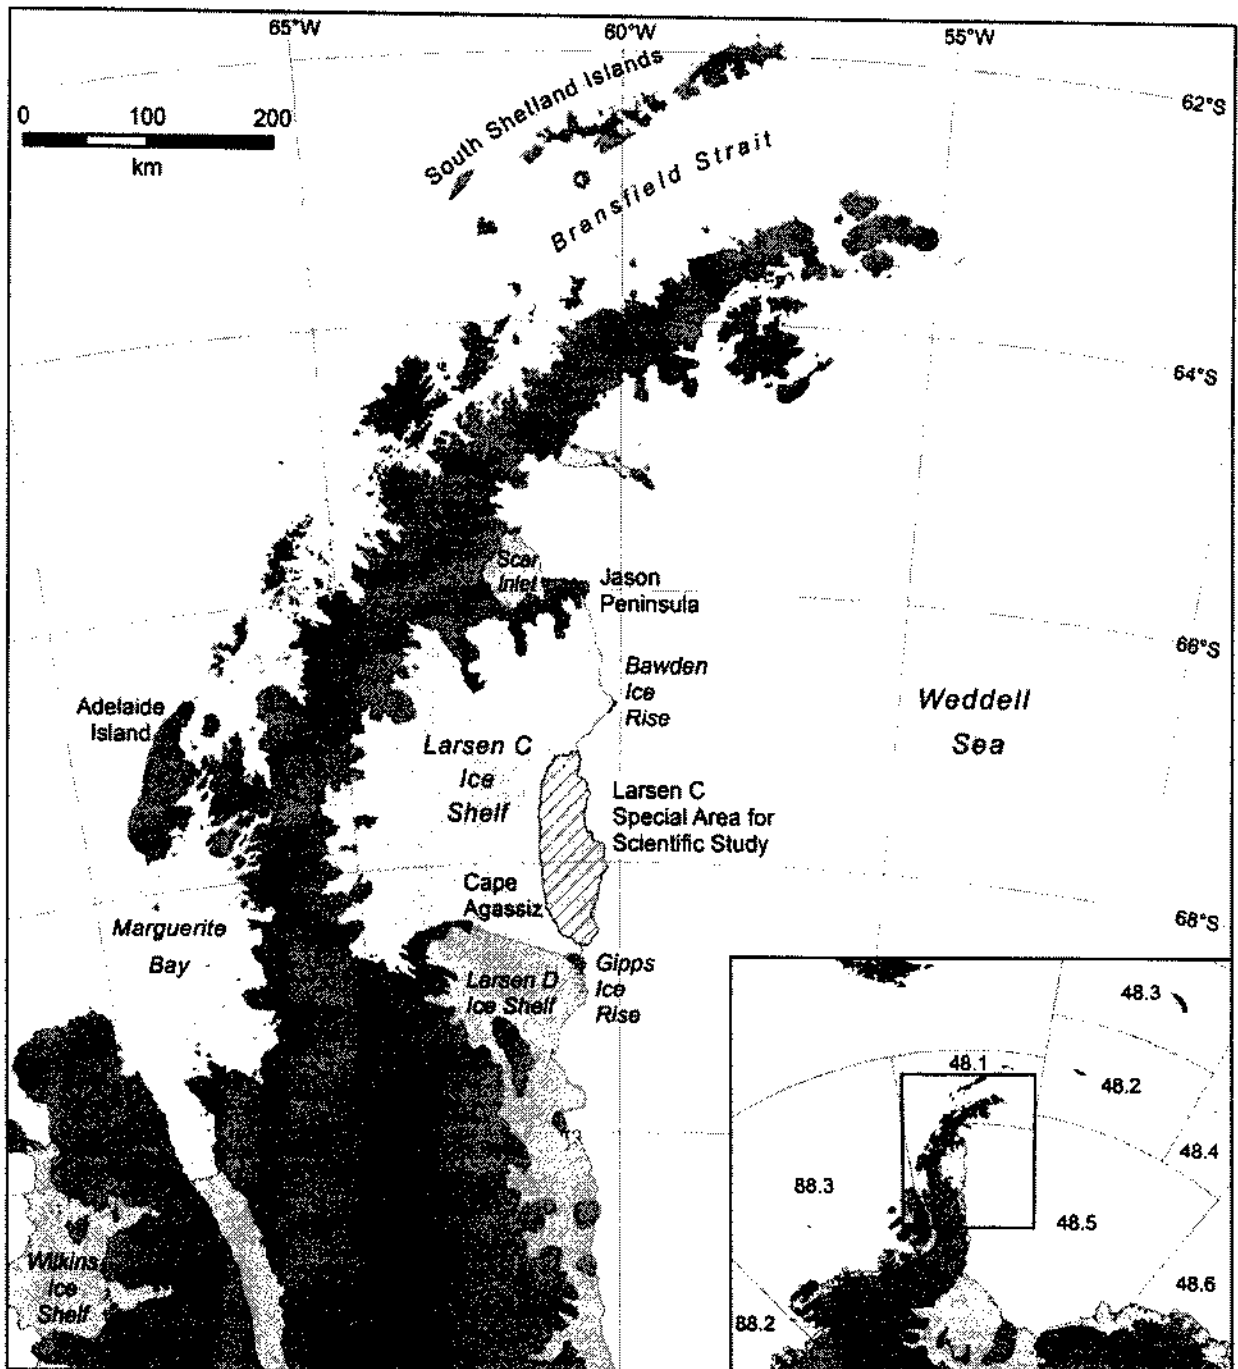 65°W
60°W
55°W
62°S
0 100 200
km
South Shetland Islands
Bransfield Strait
64°S
Scar
Inlet
Jason
Peninsula
66°S
Bawden
Ice
Rise
Adelaide
Island
Weddell
Sea
Larsen C
Ice
Shelf
Larsen C
Special Area for
Scientific Study
Cape
Agassiz
68°S
Marguerite
Bay
Larsen D
Ice Shelf
Gipps
Ice
Rise
48.3
48.1
48.2
48.4
88.3
48.5
48.6
88.2
Wilkins
Ice
Shelf